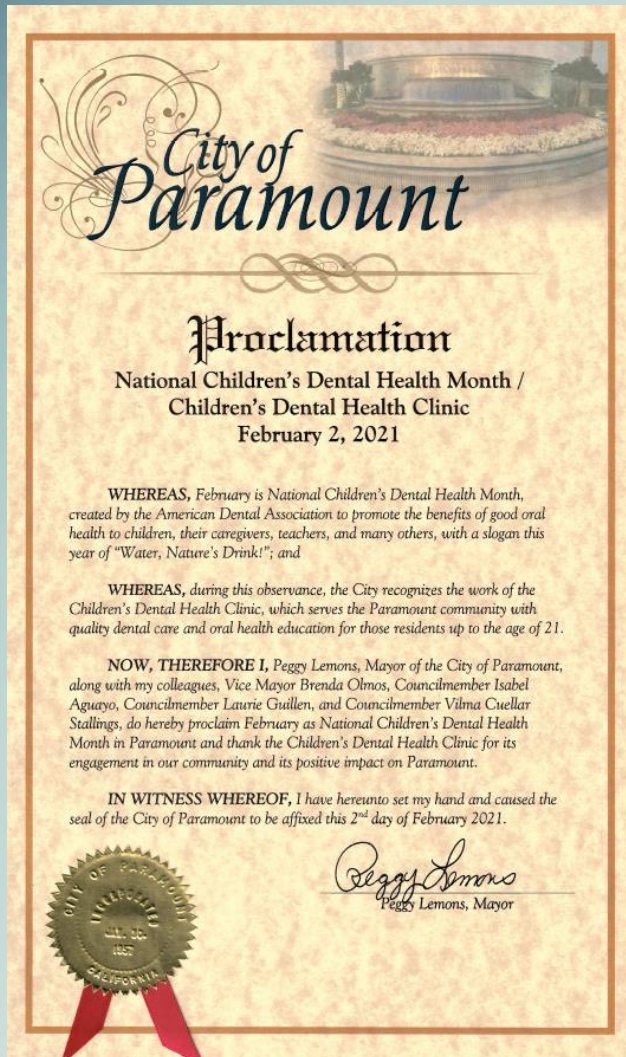 City of
Paramount
Proclamation
National Children's Dental Health Month /
Children's Dental Health Clinic
February 2, 2021
WHEREAS, February is National Children's Dental Health Month,
created by the American Dental Association to promote the benefits of good oral
health to children, their caregivers, teachers, and many others, with a slogan this
year of "Water, Nature's Drink!"; and
WHEREAS, during this observance, the City recognizes the work of the
Children's Dental Health Clinic, which serves the Paramount community with
quality dental care and oral health education for those residents up to the age of 21.
NOW, THEREFORE I, Peggy Lemons, Mayor of the City of Paramount,
along with my colleagues, Vice Mayor Brenda Olmos, Councilmember Isabel
Aguayo, Councilmember Laurie Guillen, and Councilmember Vilma Cuellar
Stallings, do hereby proclaim February as National Children's Dental Health
Month in Paramount and thank the Children's Dental Health Clinic for its
engagement in our community and its positive impact on Paramount.
IN WITNESS WHEREOF, I have hereunto set my hand and caused the
seal of the City of Paramount to be affixed this 2nd day of February 2021.
Peggy Lemons
Peggy Lemons, Mayor
CITY OF PARAMOUNT
INCORPORATED
JAN. 30,
1957
CALIFORNIA